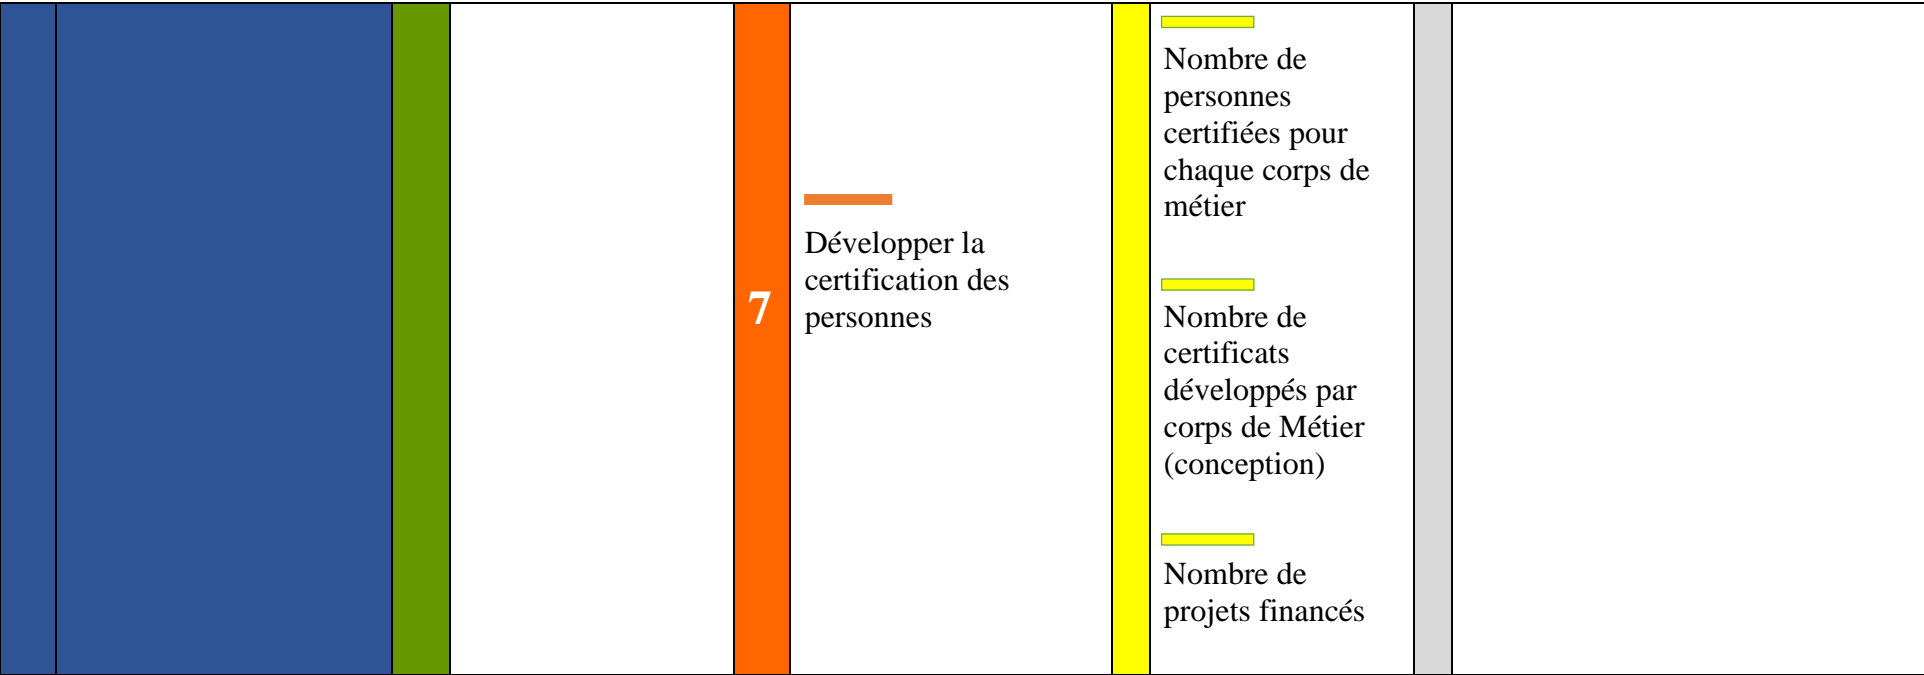 7
Développer la
certification des
personnes
Nombre de
personnes
certifiées pour
chaque corps de
métier
Nombre de
certificats
développés par
corps de Métier
(conception)
Nombre de
projets financés